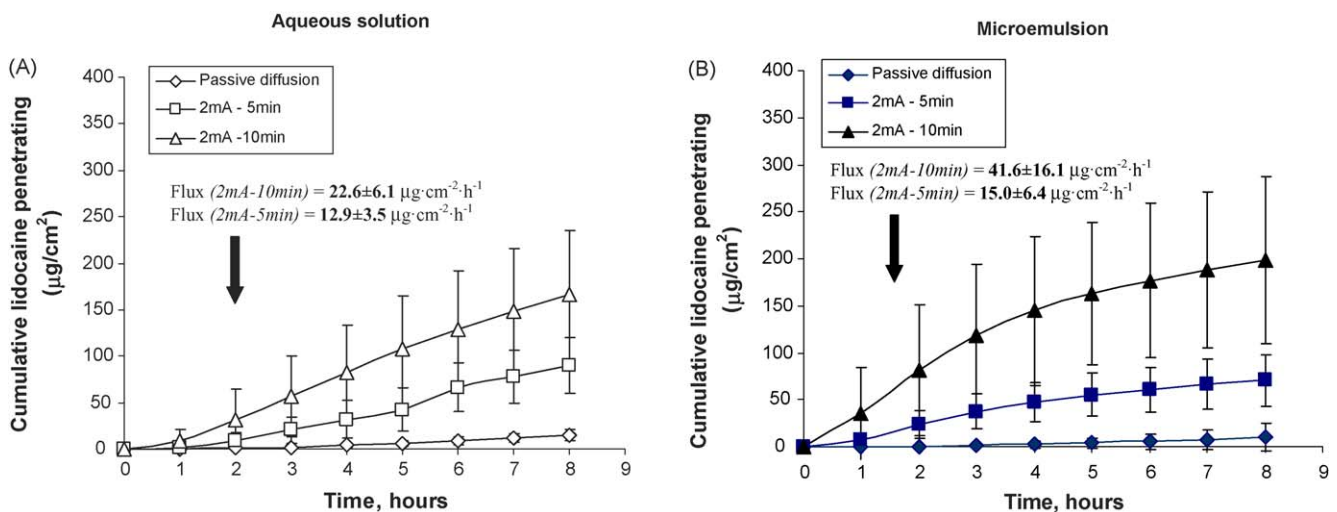 Aqueous solution
(A)
Cumulative lidocaine penetrating
(µg/cm²)
400
350
300
250
200
150
100
50
0
Passive diffusion
2mA - 5min
2mA -10min
Flux (2mA-10min) = 22.6±6.1 µg·cm⁻²·h⁻¹
Flux (2mA-5min) = 12.9±3.5 µg·cm⁻²·h⁻¹
0 1 2 3 4 5 6 7 8 9
Time, hours
Microemulsion
(B)
Cumulative lidocaine penetrating
(µg/cm²)
400
350
300
250
200
150
100
50
0
Passive diffusion
2mA - 5min
2mA - 10min
Flux (2mA-10min) = 41.6±16.1 µg·cm⁻²·h⁻¹
Flux (2mA-5min) = 15.0±6.4 µg·cm⁻²·h⁻¹
0 1 2 3 4 5 6 7 8 9
Time, hours